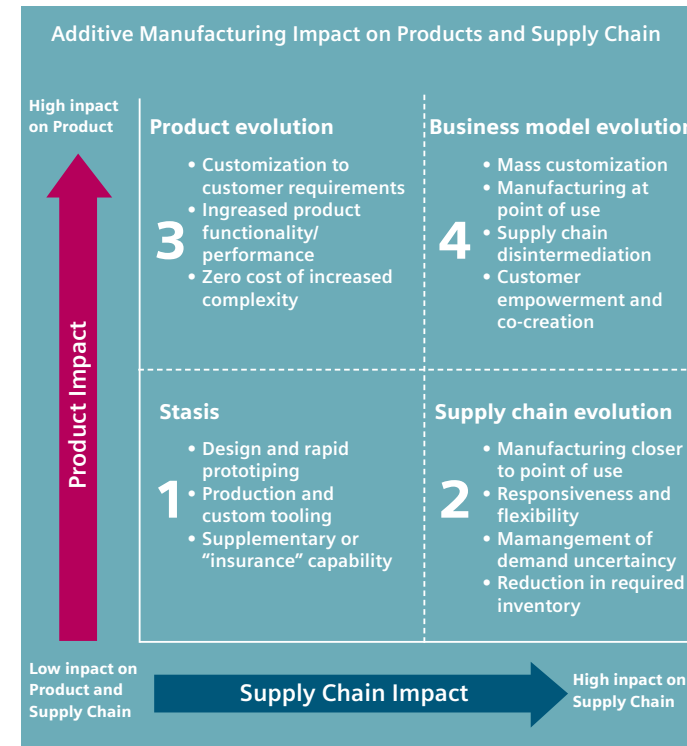 Additive Manufacturing Impact on Products and Supply Chain
High inpact
on Product
Product Impact
Product evolution
3
• Customization to
customer requirements
• Ingreased product
functionality/
performance
• Zero cost of increased
complexity
Business model evolution
4
• Mass customization
• Manufacturing at
point of use
• Supply chain
disintermediation
• Customer
empowerment and
co-creation
Stasis
1
• Design and rapid
prototiping
• Production and
custom tooling
• Supplementary or
“insurance” capability
Supply chain evolution
2
• Manufacturing closer
to point of use
• Responsiveness and
flexibility
• Mamangement of
demand uncertaincy
• Reduction in required
inventory
Low inpact on
Product and
Supply Chain
Supply Chain Impact
High inpact on
Supply Chain